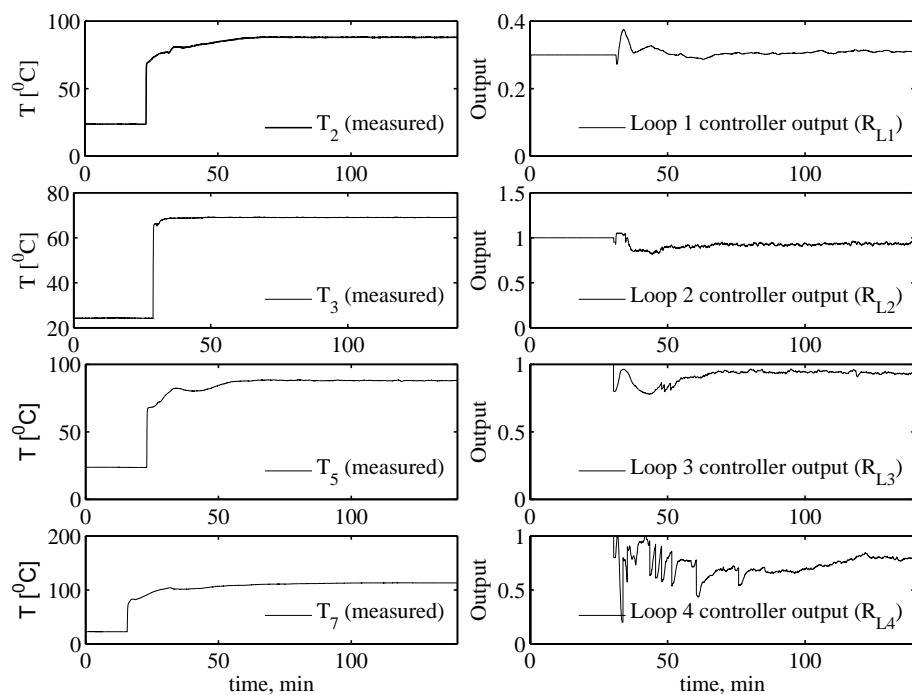 100
50
0
T [⁰C]
T₂ (measured)
0 50 100
0.4
0.2
0
Output
Loop 1 controller output (R_L1)
0 50 100
80
60
40
20
T [⁰C]
T₃ (measured)
0 50 100
1.5
1
0.5
0
Output
Loop 2 controller output (R_L2)
0 50 100
100
50
0
T [⁰C]
T₅ (measured)
0 50 100
1
0.5
0
Output
Loop 3 controller output (R_L3)
0 50 100
200
100
0
T [⁰C]
T₇ (measured)
0 50 100
time, min
1
0.5
0
Output
Loop 4 controller output (R_L4)
0 50 100
time, min